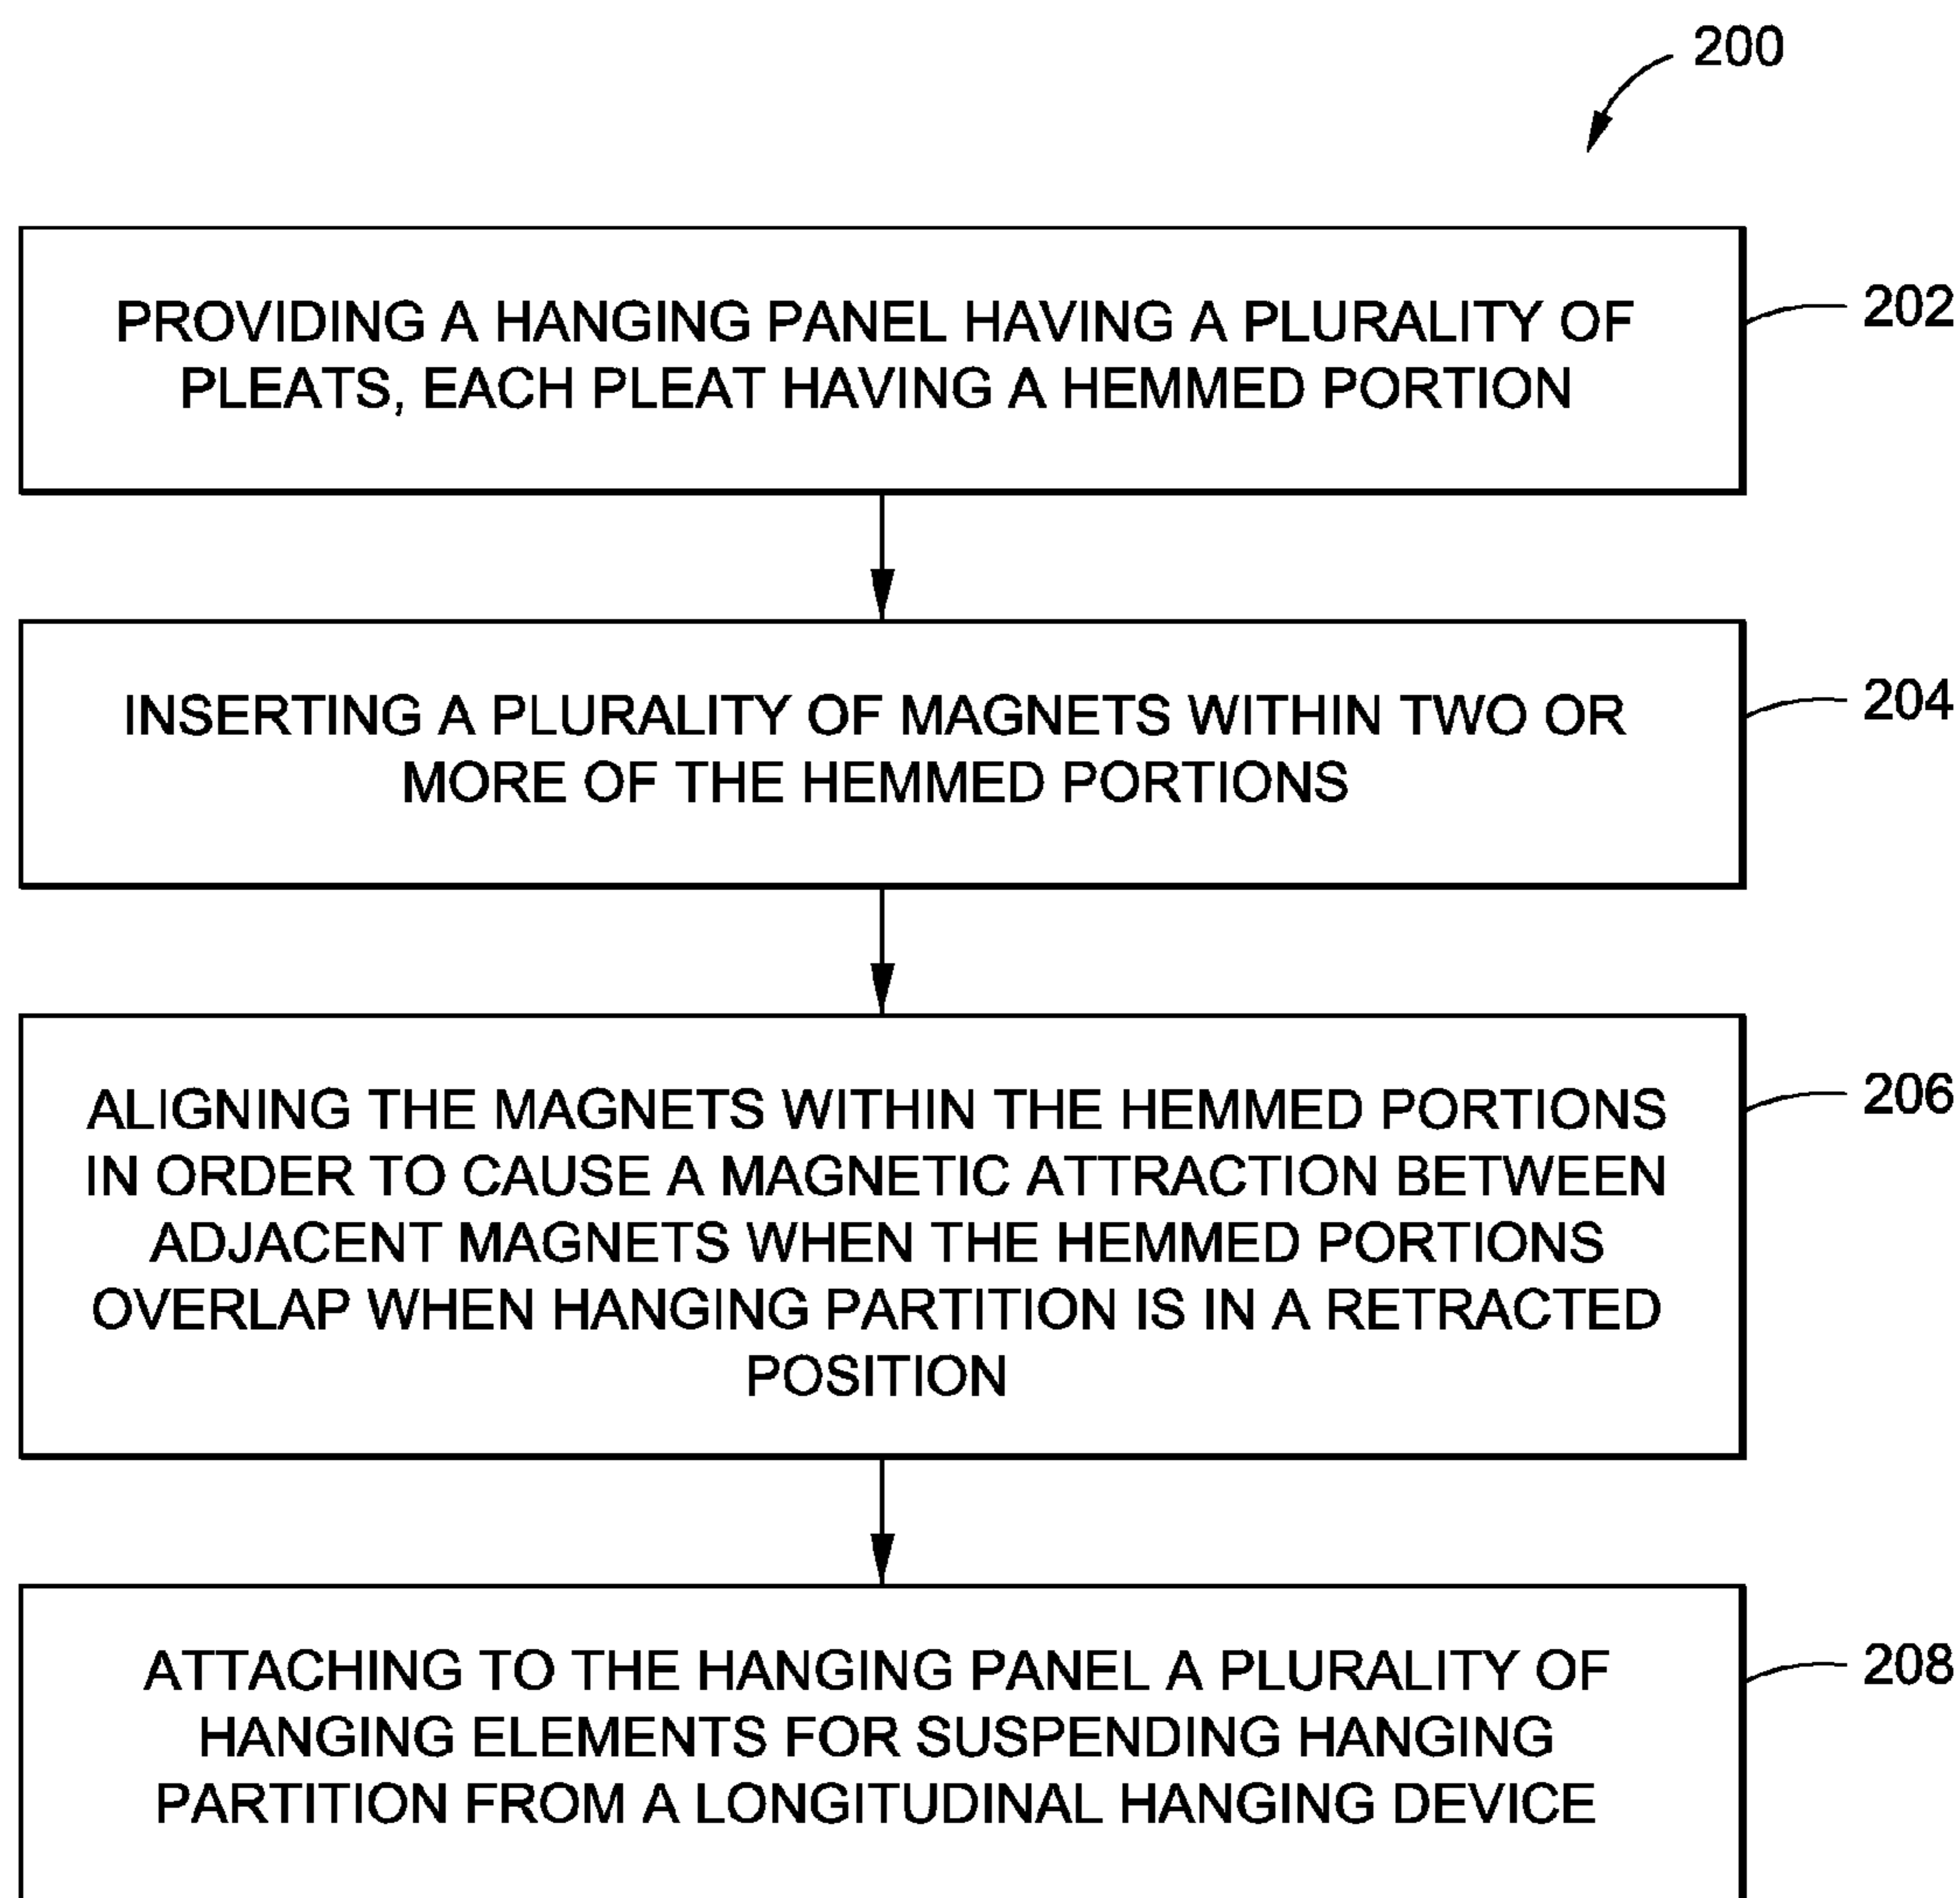 200
PROVIDING A HANGING PANEL HAVING A PLURALITY OF
PLEATS, EACH PLEAT HAVING A HEMMED PORTION
202
INSERTING A PLURALITY OF MAGNETS WITHIN TWO OR
MORE OF THE HEMMED PORTIONS
204
ALIGNING THE MAGNETS WITHIN THE HEMMED PORTIONS
IN ORDER TO CAUSE A MAGNETIC ATTRACTION BETWEEN
ADJACENT MAGNETS WHEN THE HEMMED PORTIONS
OVERLAP WHEN HANGING PARTITION IS IN A RETRACTED
POSITION
206
ATTACHING TO THE HANGING PANEL A PLURALITY OF
HANGING ELEMENTS FOR SUSPENDING HANGING
PARTITION FROM A LONGITUDINAL HANGING DEVICE
208